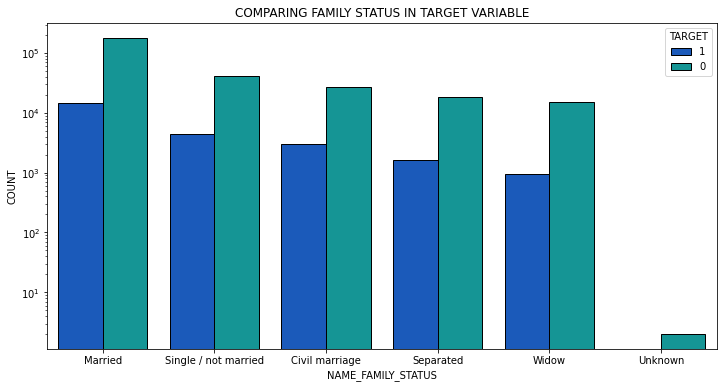 COMPARING FAMILY STATUS IN TARGET VARIABLE
TARGET
1
0
COUNT
10^5
10^4
10^3
10^2
10^1
Married Single / not married Civil marriage Separated Widow Unknown
NAME_FAMILY_STATUS